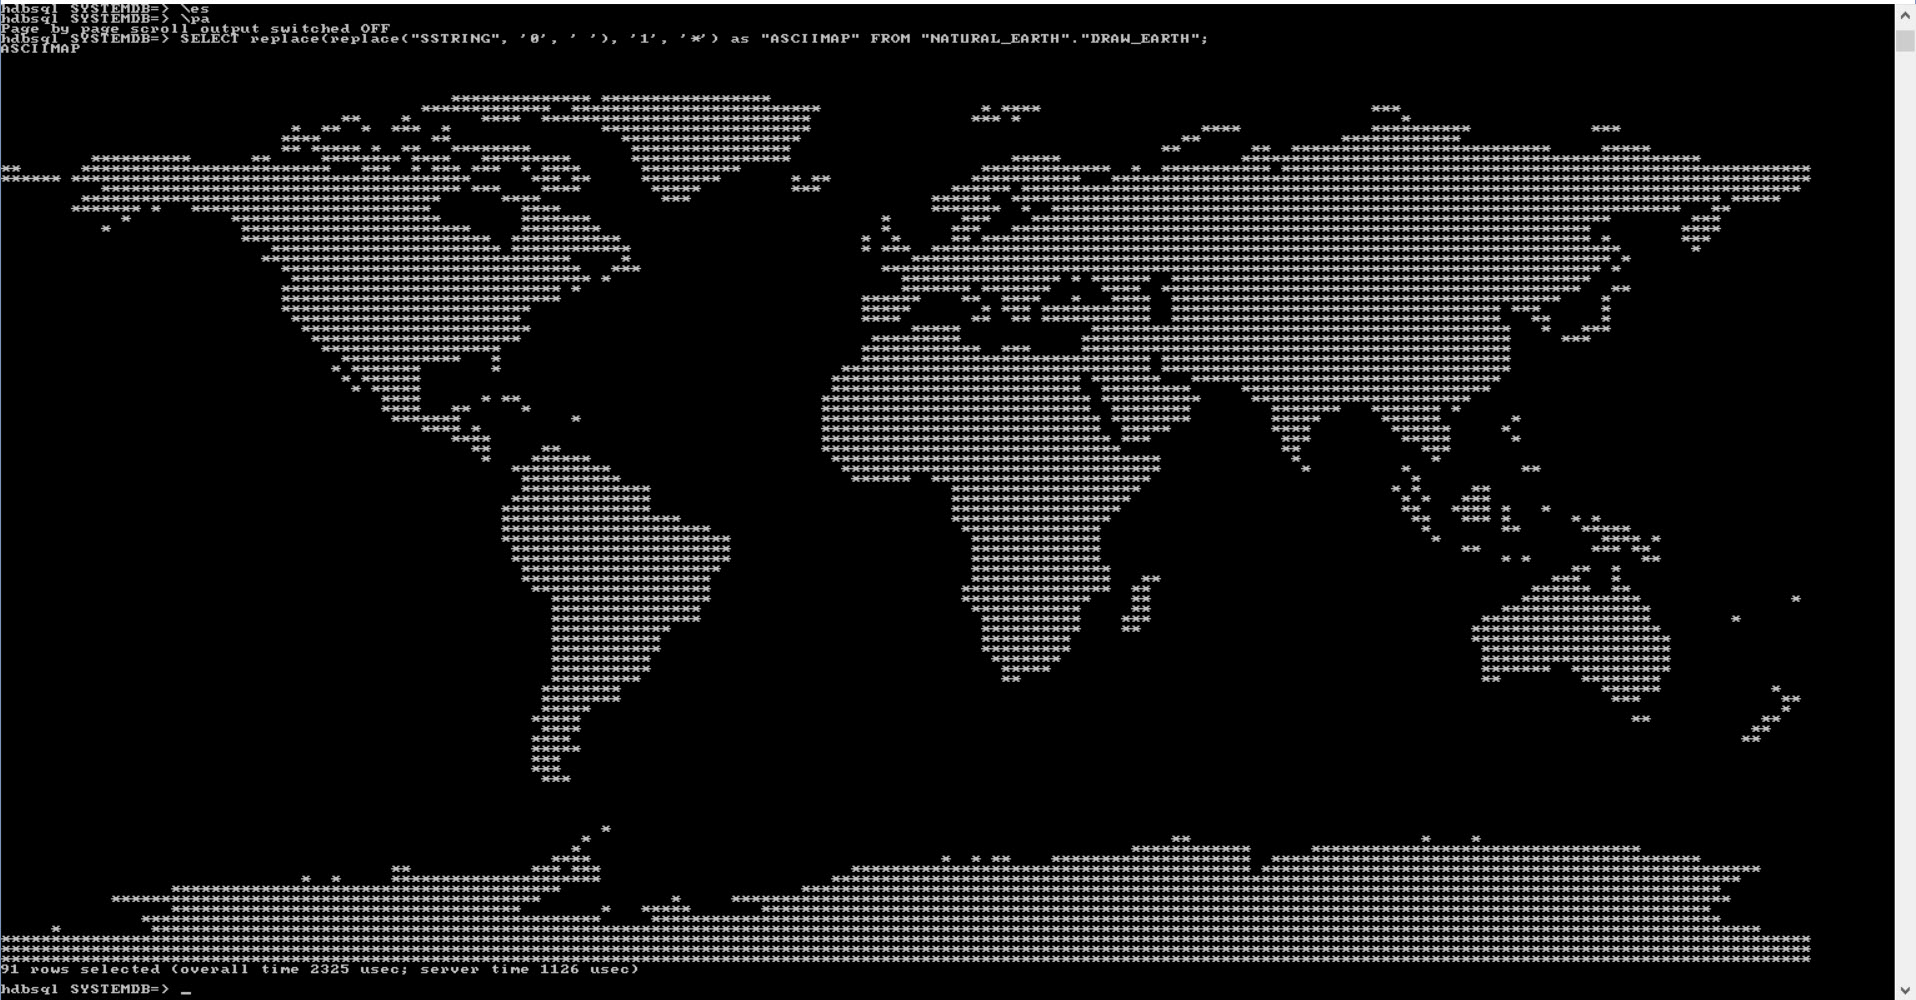 hdbsql SYSTEMDB=> \es
hdbsql SYSTEMDB=> \pa
Page by page scroll output switched OFF
hdbsql SYSTEMDB=> SELECT replace(replace("SSTRING", '0', ' '), '1', '*') as "ASCIIMAP" FROM "NATURAL_EARTH"."DRAW_EARTH";
ASCIIMAP
91 rows selected (overall time 2325 usec; server time 1126 usec)
hdbsql SYSTEMDB=> _